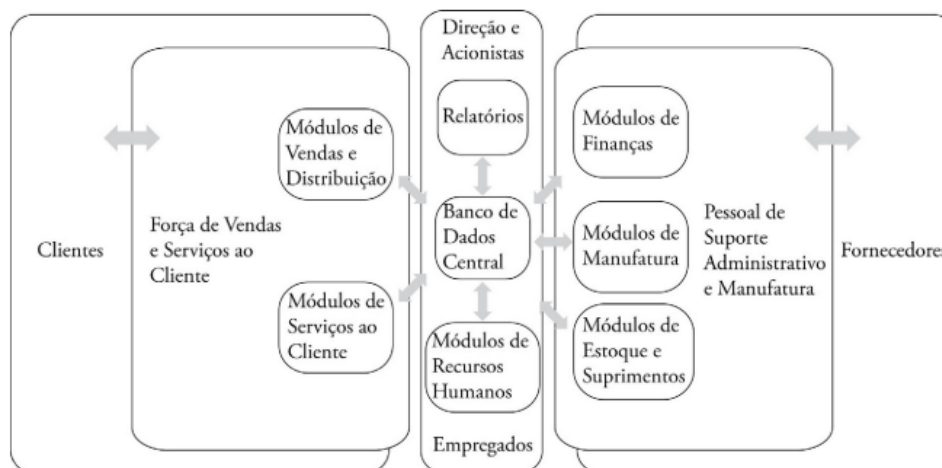 Direção e
Acionistas
Relatórios
Módulos de
Vendas e
Distribuição
Módulos de
Finanças
Clientes
Força de Vendas
e Serviços ao
Cliente
Banco de
Dados
Central
Módulos de
Manufatura
Pessoal de
Suporte
Administrativo
e Manufatura
Fornecedores
Módulos de
Serviços ao
Cliente
Módulos de
Recursos
Humanos
Módulos de
Estoque e
Suprimentos
Empregados